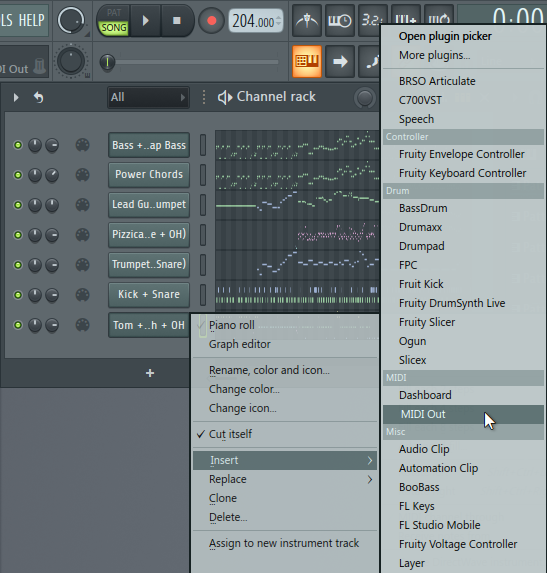 LS HELP
PAT
SONG
204.000
3.2:
0:00
DI Out
All
Channel rack
Bass +..ap Bass
Power Chords
Lead Gu..umpet
Pizzica..e + OH)
Trumpet..Snare)
Kick + Snare
Tom +..h + OH
+
Piano roll
Graph editor
Rename, color and icon...
Change color...
Change icon...
Cut itself
Insert
Replace
Clone
Delete...
Assign to new instrument track
Open plugin picker
More plugins...
BRSO Articulate
C700VST
Speech
Controller
Fruity Envelope Controller
Fruity Keyboard Controller
Drum
BassDrum
Drumaxx
Drumpad
FPC
Fruit Kick
Fruity DrumSynth Live
Fruity Slicer
Ogun
Slicex
MIDI
Dashboard
MIDI Out
Misc
Audio Clip
Automation Clip
BooBass
FL Keys
FL Studio Mobile
Fruity Voltage Controller
Layer